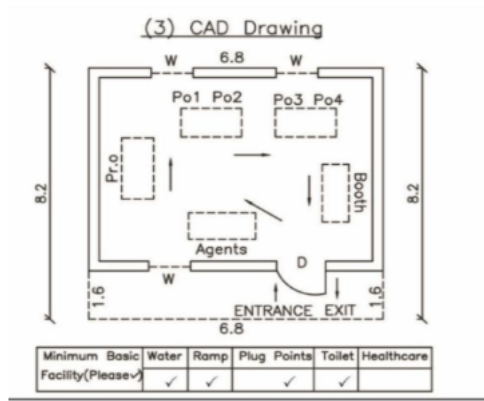 (3) CAD Drawing
W 6.8 W
Po1 Po2 Po3 Po4
Pr.o
Booth
8.2
8.2
Agents
D
W
1.6
1.6
ENTRANCE EXIT
6.8
Minimum Basic Facility(Please✓) Water Ramp Plug Points Toilet Healthcare
✓ ✓ ✓ ✓